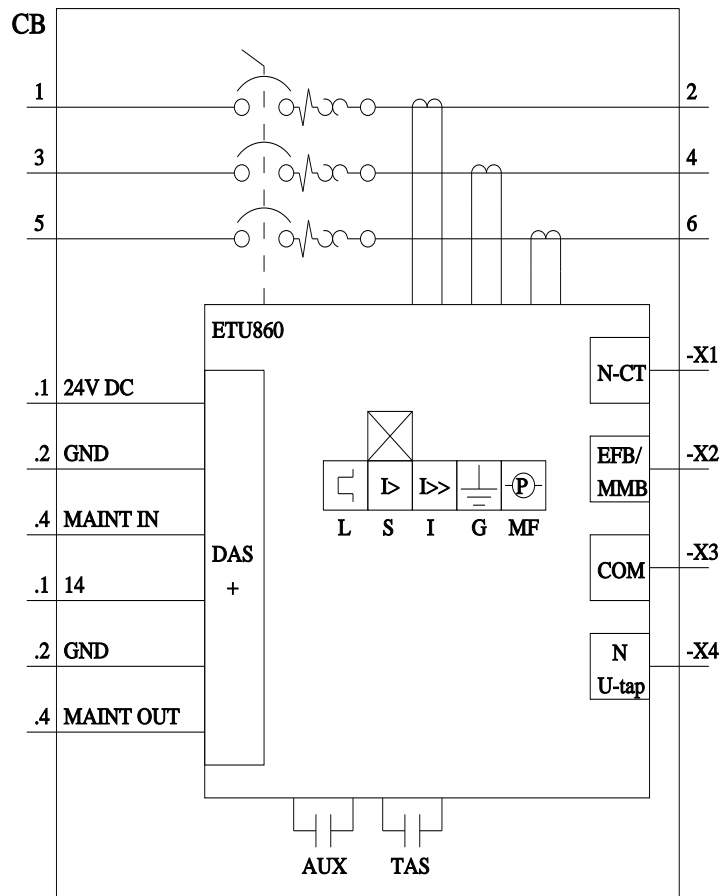 CB
1 2
3 4
5 6
ETU860
N-CT -X1
.1 24V DC
EFB/ -X2
MMB
.2 GND
I> I>> P
.4 MAINT IN
L S I G MF
DAS
+
COM -X3
.1 14
N -X4
U-tap
.2 GND
.4 MAINT OUT
AUX TAS